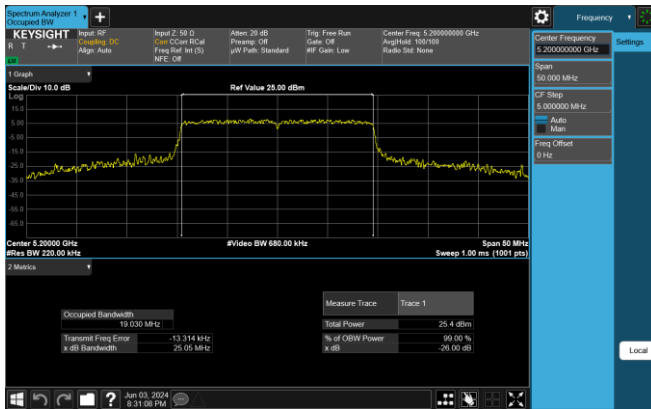 Spectrum Analyzer 1
Occupied BW
Frequency
KEYSIGHT
R T
Input: RF
Coupling: DC
Align: Auto
Input Z: 50 Ω
Corr CCorr RCal
Freq Ref: Int (S)
NFE: Off
Atten: 20 dB
Preamp: Off
µW Path: Standard
Trig: Free Run
Gate: Off
#IF Gain: Low
Center Freq: 5.200000000 GHz
Avg|Hold: 100/100
Radio Std: None
Center Frequency
5.200000000 GHz
Settings
Span
50.000 MHz
CF Step
5.000000 MHz
Auto
Man
Freq Offset
0 Hz
1 Graph
Scale/Div 10.0 dB
Ref Value 25.00 dBm
Log
15.0
5.00
-5.00
-15.0
-25.0
-35.0
-45.0
-55.0
-65.0
Center 5.20000 GHz
#Video BW 680.00 kHz
Span 50 MHz
#Res BW 220.00 kHz
Sweep 1.00 ms (1001 pts)
2 Metrics
Measure Trace
Trace 1
Occupied Bandwidth
19.030 MHz
Total Power
25.4 dBm
Transmit Freq Error
-13.314 kHz
% of OBW Power
99.00 %
x dB Bandwidth
25.05 MHz
x dB
-26.00 dB
Local
?
Jun 03, 2024
8:31:06 PM